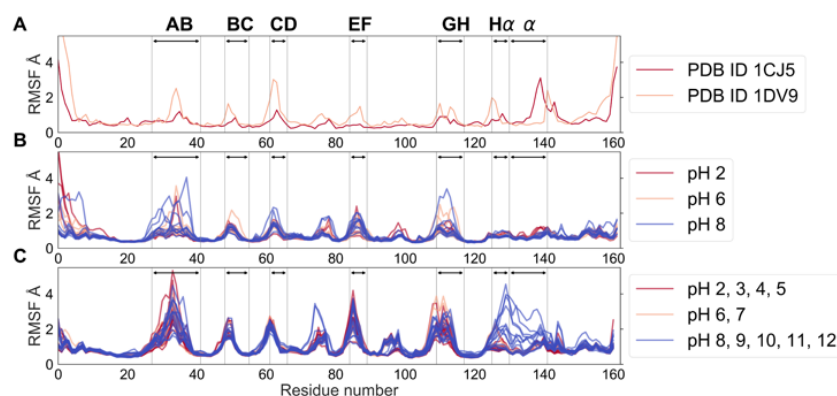 AB BC CD EF GH Hα α
A
RMSF Å
4
2
0
0 20 40 60 80 100 120 140 160
PDB ID 1CJ5
PDB ID 1DV9
B
RMSF Å
4
2
0
0 20 40 60 80 100 120 140 160
pH 2
pH 6
pH 8
C
RMSF Å
4
2
0
0 20 40 60 80 100 120 140 160
Residue number
pH 2, 3, 4, 5
pH 6, 7
pH 8, 9, 10, 11, 12